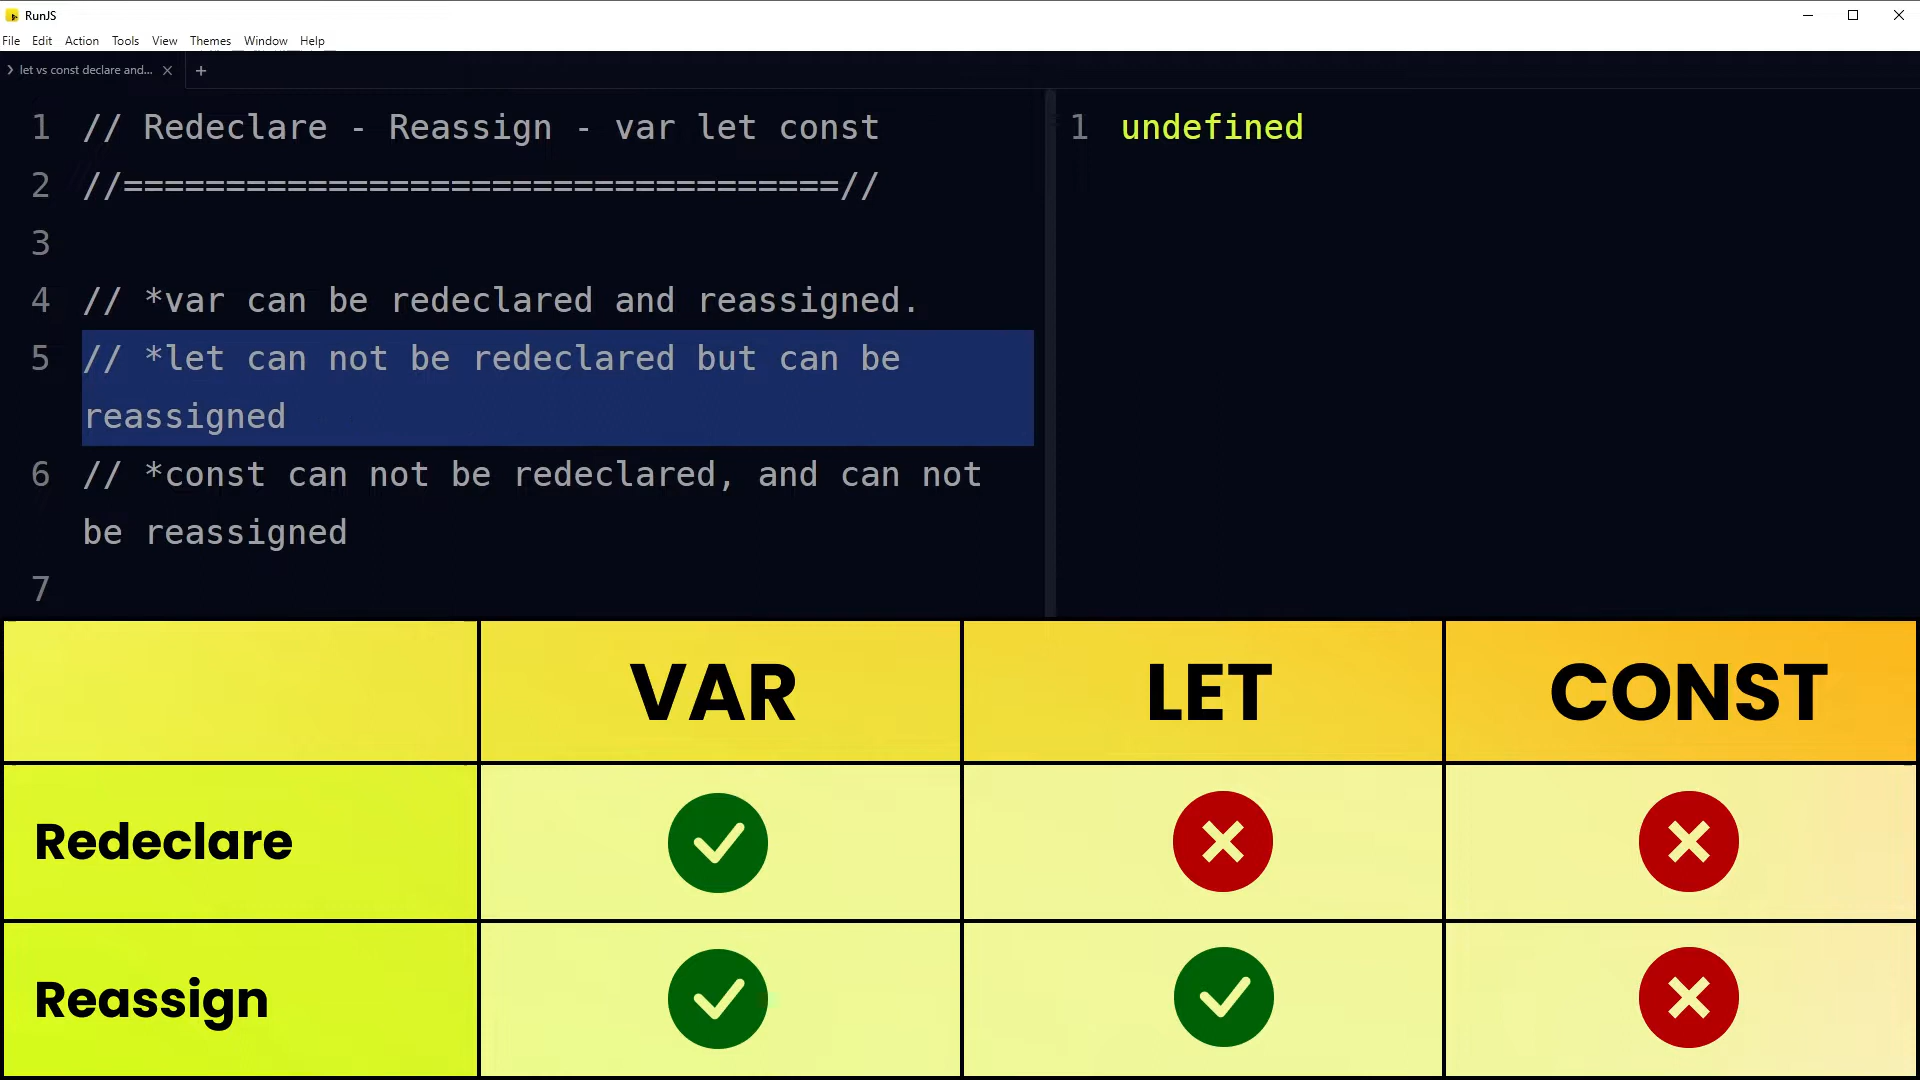 RunJS
File Edit Action Tools View Themes Window Help
let vs const declare and...
1 // Redeclare - Reassign - var let const
2 //===================================//
3
4 // *var can be redeclared and reassigned.
5 // *let can not be redeclared but can be
reassigned
6 // *const can not be redeclared, and can not
be reassigned
7
1 undefined
VAR LET CONST
Redeclare
Reassign